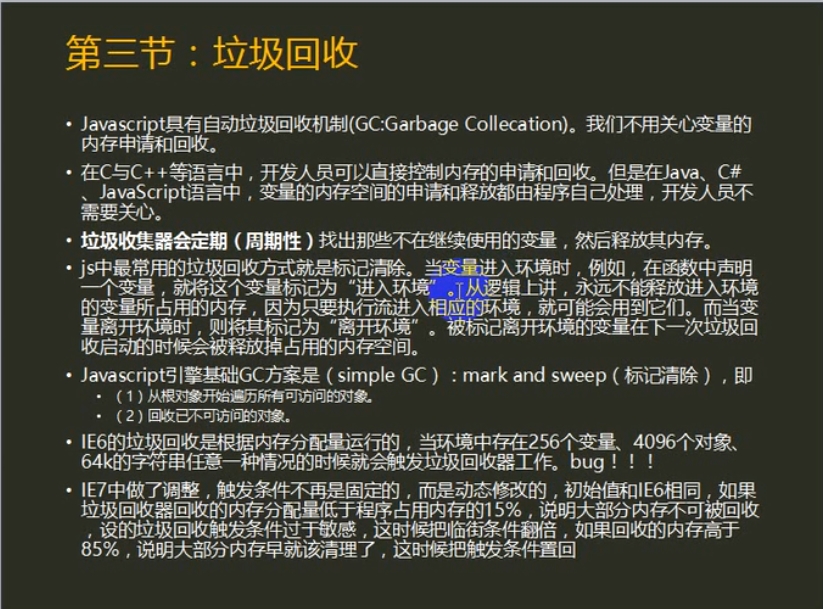 第三节：垃圾回收
• Javascript具有自动垃圾回收机制(GC:Garbage Collecation)。我们不用关心变量的
内存申请和回收。
• 在C与C++等语言中，开发人员可以直接控制内存的申请和回收。但是在Java、C#
、JavaScript语言中，变量的内存空间的申请和释放都由程序自己处理，开发人员不
需要关心。
• 垃圾收集器会定期（周期性）找出那些不在继续使用的变量，然后释放其内存。
• js中最常用的垃圾回收方式就是标记清除。当变量进入环境时，例如，在函数中声明
一个变量，就将这个变量标记为“进入环境”。从逻辑上讲，永远不能释放进入环境
的变量所占用的内存，因为只要执行流进入相应的环境，就可能会用到它们。而当变
量离开环境时，则将其标记为“离开环境”。被标记离开环境的变量在下一次垃圾回
收启动的时候会被释放掉占用的内存空间。
• Javascript引擎基础GC方案是（simple GC）：mark and sweep（标记清除），即
• （1）从根对象开始遍历所有可访问的对象。
• （2）回收已不可访问的对象。
• IE6的垃圾回收是根据内存分配量运行的，当环境中存在256个变量、4096个对象、
64k的字符串任意一种情况的时候就会触发垃圾回收器工作。bug！！！
• IE7中做了调整，触发条件不再是固定的，而是动态修改的，初始值和IE6相同，如果
垃圾回收器回收的内存分配量低于程序占用内存的15%，说明大部分内存不可被回收
，设的垃圾回收触发条件过于敏感，这时候把临街条件翻倍，如果回收的内存高于
85%，说明大部分内存早就该清理了，这时候把触发条件置回